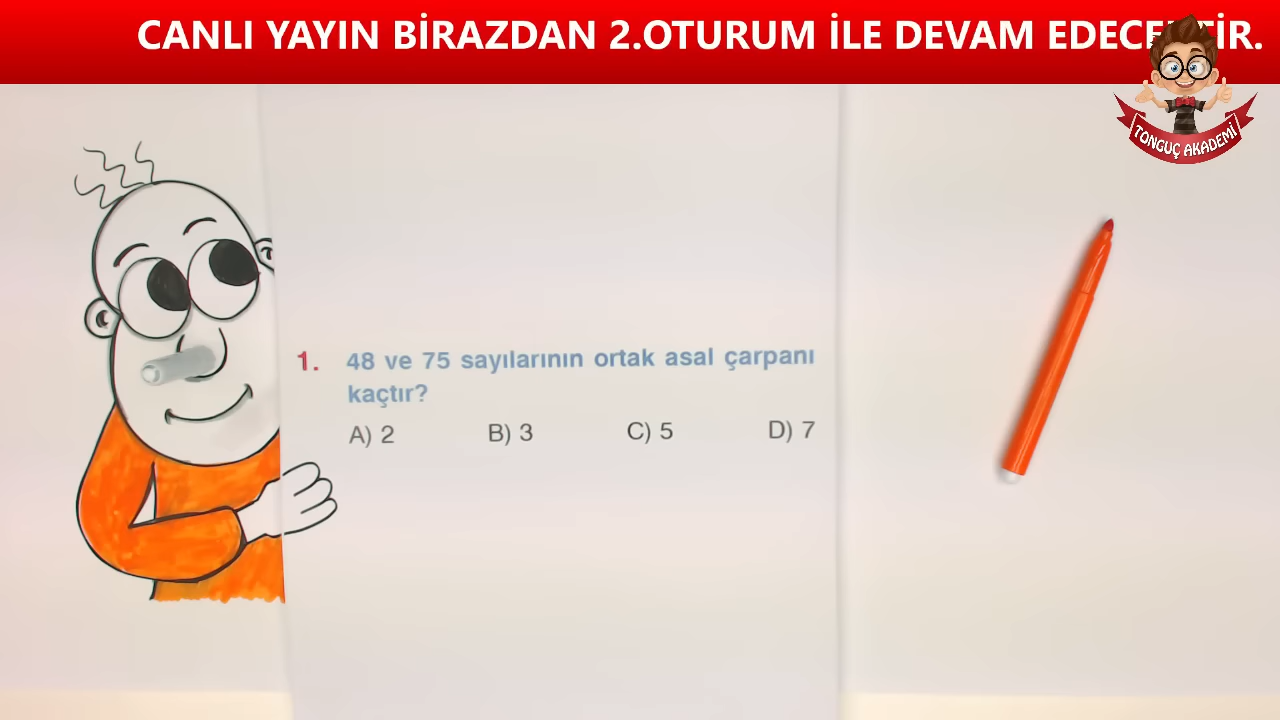 CANLI YAYIN BİRAZDAN 2.OTURUM İLE DEVAM
TONGUÇ AKADEMİ
1. 48 ve 75 sayılarının ortak asal çarpanı
kaçtır?
A) 2 B) 3 C) 5 D) 7